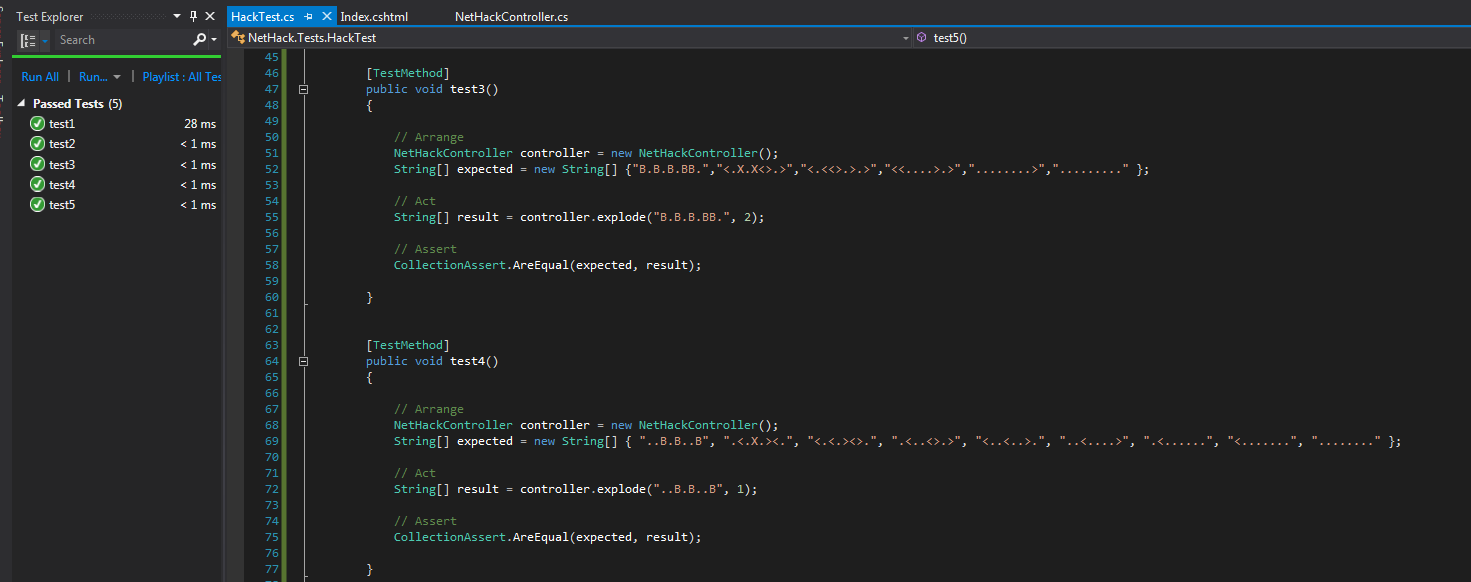 Test Explorer
Search
Run All | Run... | Playlist : All Tes
Passed Tests (5)
test1 28 ms
test2 < 1 ms
test3 < 1 ms
test4 < 1 ms
test5 < 1 ms
HackTest.cs Index.cshtml NetHackController.cs
NetHack.Tests.HackTest test5()
45
46 [TestMethod]
47 public void test3()
48 {
49
50 // Arrange
51 NetHackController controller = new NetHackController();
52 String[] expected = new String[] {"B.B.B.BB.","<.X.X<>.>","<.<<>.>.>","<<....>.>","........>","........." };
53
54 // Act
55 String[] result = controller.explode("B.B.B.BB.", 2);
56
57 // Assert
58 CollectionAssert.AreEqual(expected, result);
59
60 }
61
62
63 [TestMethod]
64 public void test4()
65 {
66
67 // Arrange
68 NetHackController controller = new NetHackController();
69 String[] expected = new String[] { "..B.B..B", ".<.X.><.", "<.<.><>.", ".<..<>.>", "<..<..>.", "..<....>", ".<......", "<.......", "........" };
70
71 // Act
72 String[] result = controller.explode("..B.B..B", 1);
73
74 // Assert
75 CollectionAssert.AreEqual(expected, result);
76
77 }